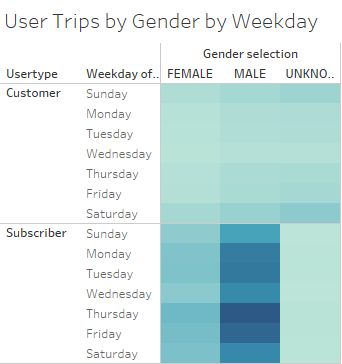 User Trips by Gender by Weekday
Gender selection
Usertype Weekday of.. FEMALE MALE UNKNO..
Customer Sunday
Monday
Tuesday
Wednesday
Thursday
Friday
Saturday
Subscriber Sunday
Monday
Tuesday
Wednesday
Thursday
Friday
Saturday